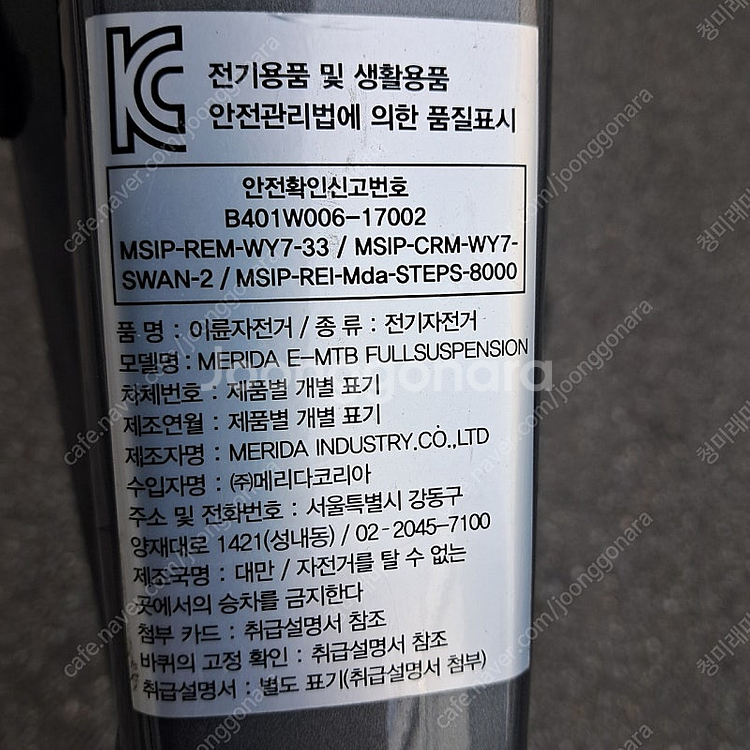 KC
전기용품 및 생활용품
안전관리법에 의한 품질표시
안전확인신고번호
B401W006-17002
MSIP-REM-WY7-33 / MSIP-CRM-WY7-
SWAN-2 / MSIP-REI-Mda-STEPS-8000
품 명 : 이륜자전거 / 종 류 : 전기자전거
모델명 : MERIDA E-MTB FULLSUSPENSION
차체번호 : 제품별 개별 표기
제조연월 : 제품별 개별 표기
제조자명 : MERIDA INDUSTRY.CO.,LTD
수입자명 : ㈜메리다코리아
주소 및 전화번호 : 서울특별시 강동구
양재대로 1421(성내동) / 02-2045-7100
제조국명 : 대만 / 자전거를 탈 수 없는
곳에서의 승차를 금지한다
첨부 카드 : 취급설명서 참조
바퀴의 고정 확인 : 취급설명서 참조
취급설명서 : 별도 표기(취급설명서 첨부)
Joonggonara
cafe.naver.com/joonggonara
청미래